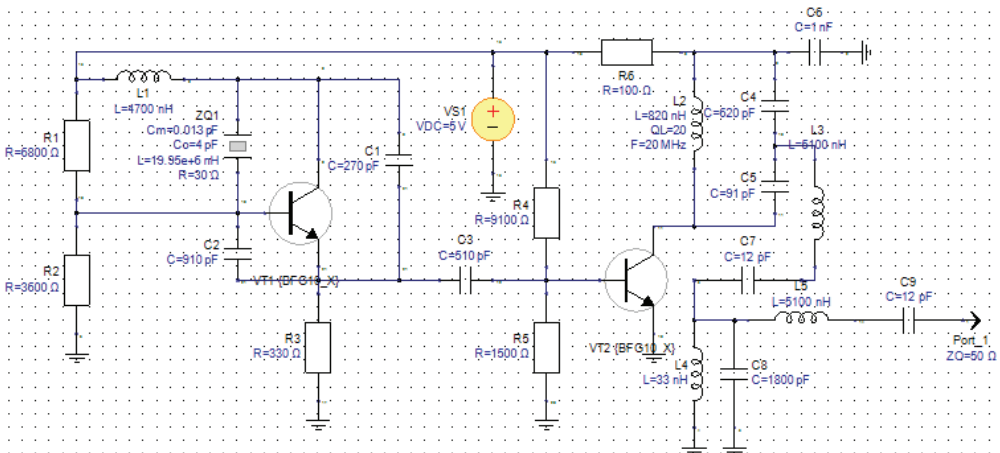 C6
C=1 nF
R6
R=100 Ω
L1
L=4700 nH
ZQ1
Cm=0.013 pF
Co=4 pF
L=19.95e+6 mH
R=30 Ω
VS1
VDC=5 V
L2
L=820 nH
QL=20
F=20 MHz
C4
C=620 pF
L3
L=5100 nH
R1
R=6800 Ω
C1
C=270 pF
C5
C=91 pF
R4
R=9100 Ω
C2
C=910 pF
C3
C=510 pF
C7
C=12 pF
R2
R=3600 Ω
VT1 {BFG10_X}
L5
L=5100 nH
C9
C=12 pF
R3
R=330 Ω
R5
R=1500 Ω
VT2 {BFG10_X}
Port_1
ZO=50 Ω
L4
L=33 nH
C8
C=1800 pF